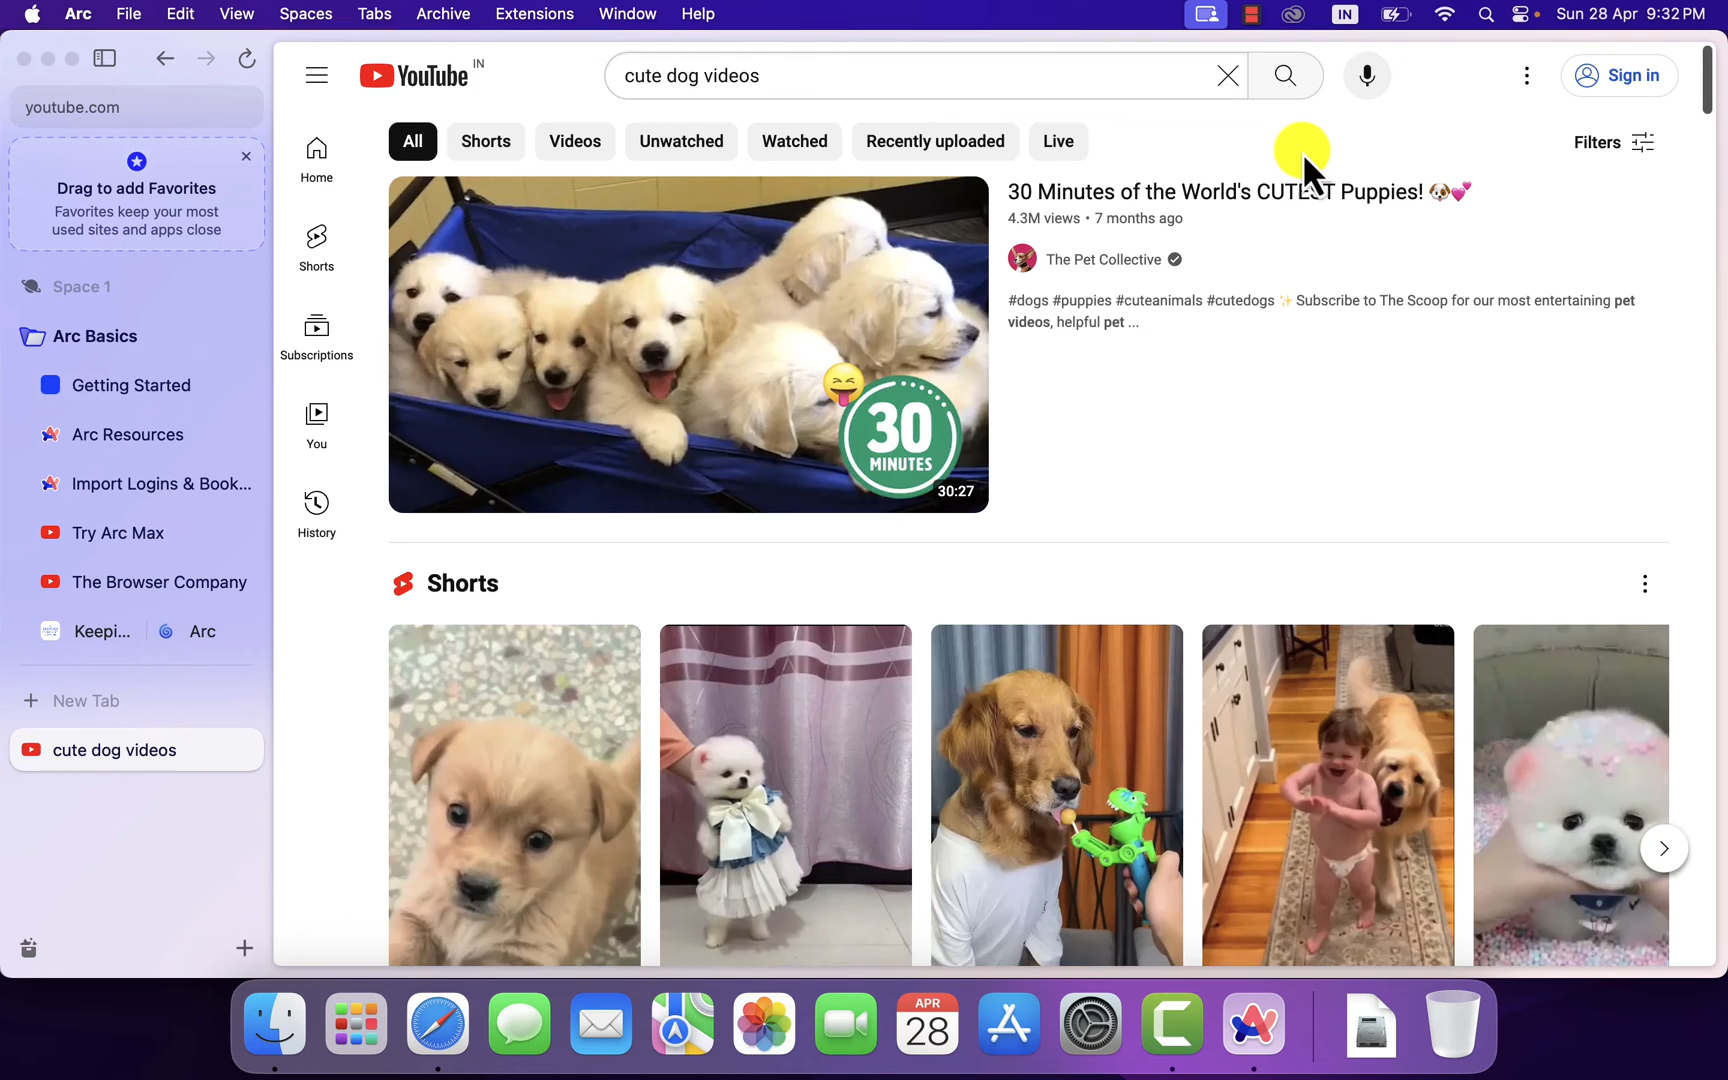 Arc File Edit View Spaces Tabs Archive Extensions Window Help IN Sun 28 Apr 9:32 PM
youtube.com
Drag to add Favorites
Favorites keep your most
used sites and apps close
Space 1
Arc Basics
Getting Started
Arc Resources
Import Logins & Book...
Try Arc Max
The Browser Company
Keepi... Arc
New Tab
cute dog videos
YouTube IN
cute dog videos
Sign in
Home
Shorts
Subscriptions
You
History
All Shorts Videos Unwatched Watched Recently uploaded Live
Filters
30
MINUTES
30:27
30 Minutes of the World's CUTEST Puppies! 🐶💕
4.3M views • 7 months ago
The Pet Collective
#dogs #puppies #cuteanimals #cutedogs ✨ Subscribe to The Scoop for our most entertaining pet
videos, helpful pet ...
Shorts
APR
28